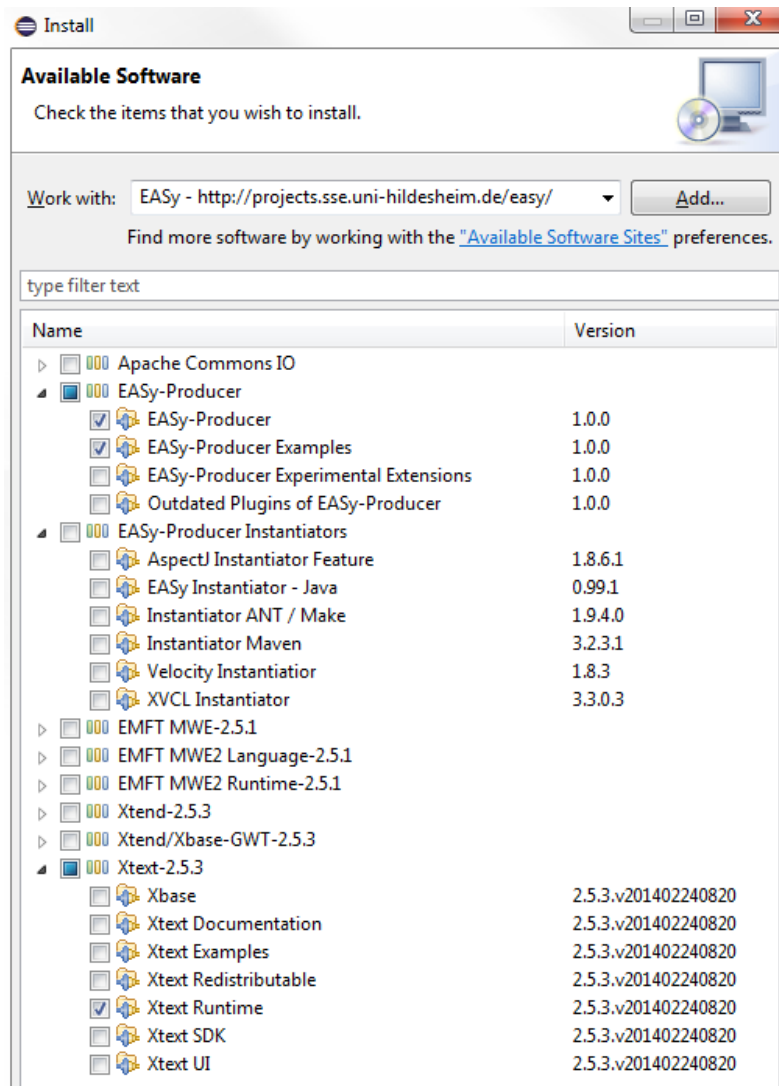 Install
Available Software
Check the items that you wish to install.
Work with: EASy - http://projects.sse.uni-hildesheim.de/easy/ Add...
Find more software by working with the "Available Software Sites" preferences.
type filter text
Name Version
Apache Commons IO
EASy-Producer
EASy-Producer 1.0.0
EASy-Producer Examples 1.0.0
EASy-Producer Experimental Extensions 1.0.0
Outdated Plugins of EASy-Producer 1.0.0
EASy-Producer Instantiators
AspectJ Instantiator Feature 1.8.6.1
EASy Instantiator - Java 0.99.1
Instantiator ANT / Make 1.9.4.0
Instantiator Maven 3.2.3.1
Velocity Instantiatior 1.8.3
XVCL Instantiator 3.3.0.3
EMFT MWE-2.5.1
EMFT MWE2 Language-2.5.1
EMFT MWE2 Runtime-2.5.1
Xtend-2.5.3
Xtend/Xbase-GWT-2.5.3
Xtext-2.5.3
Xbase 2.5.3.v201402240820
Xtext Documentation 2.5.3.v201402240820
Xtext Examples 2.5.3.v201402240820
Xtext Redistributable 2.5.3.v201402240820
Xtext Runtime 2.5.3.v201402240820
Xtext SDK 2.5.3.v201402240820
Xtext UI 2.5.3.v201402240820